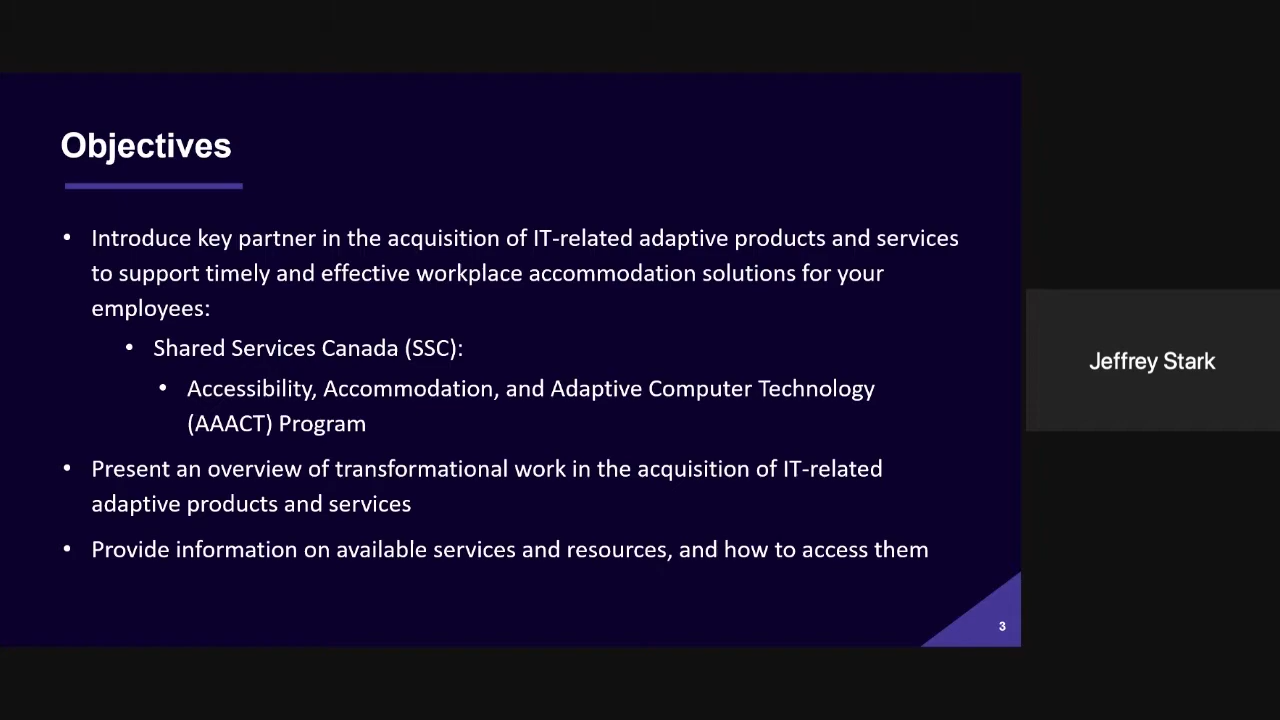 Objectives
• Introduce key partner in the acquisition of IT-related adaptive products and services
to support timely and effective workplace accommodation solutions for your
employees:
• Shared Services Canada (SSC):
• Accessibility, Accommodation, and Adaptive Computer Technology
(AAACT) Program
• Present an overview of transformational work in the acquisition of IT-related
adaptive products and services
• Provide information on available services and resources, and how to access them
3
Jeffrey Stark